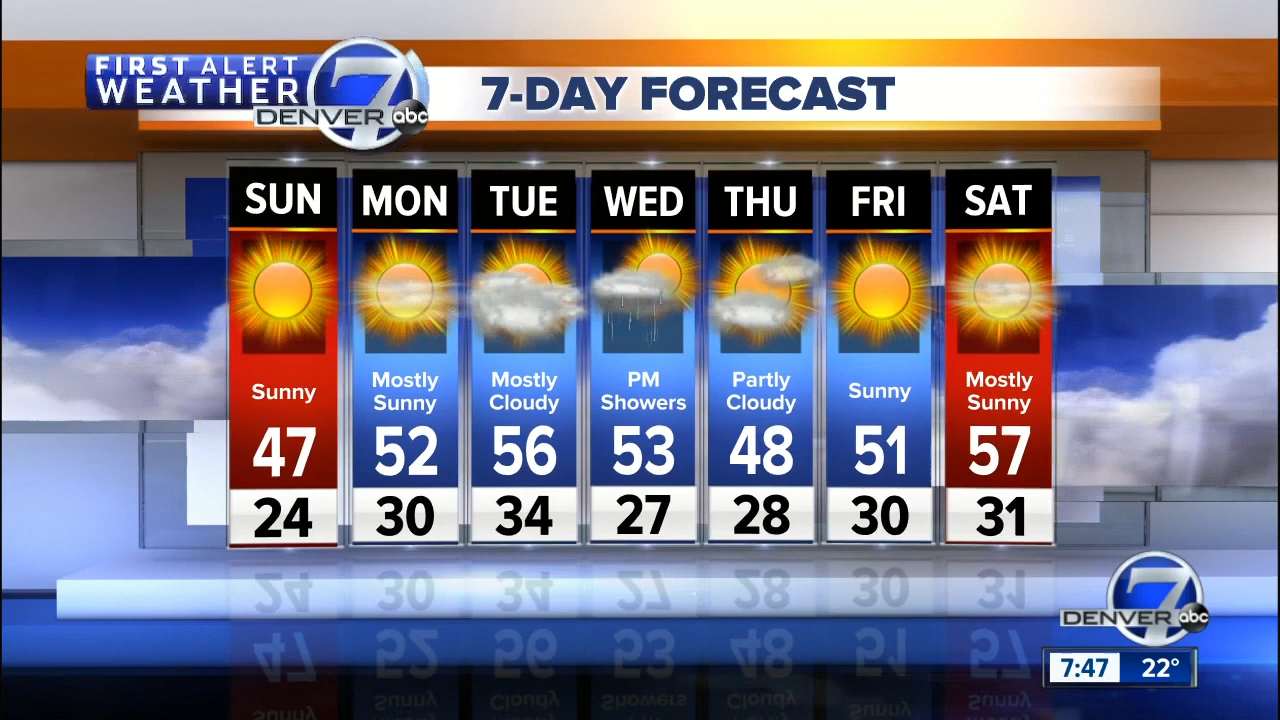 FIRST ALERT
WEATHER
7
DENVER abc
7-DAY FORECAST
SUN MON TUE WED THU FRI SAT
Sunny
Mostly
Sunny
Mostly
Cloudy
PM
Showers
Partly
Cloudy
Sunny
Mostly
Sunny
47 52 56 53 48 51 57
24 30 34 27 28 30 31
7
DENVER abc
7:47 22°